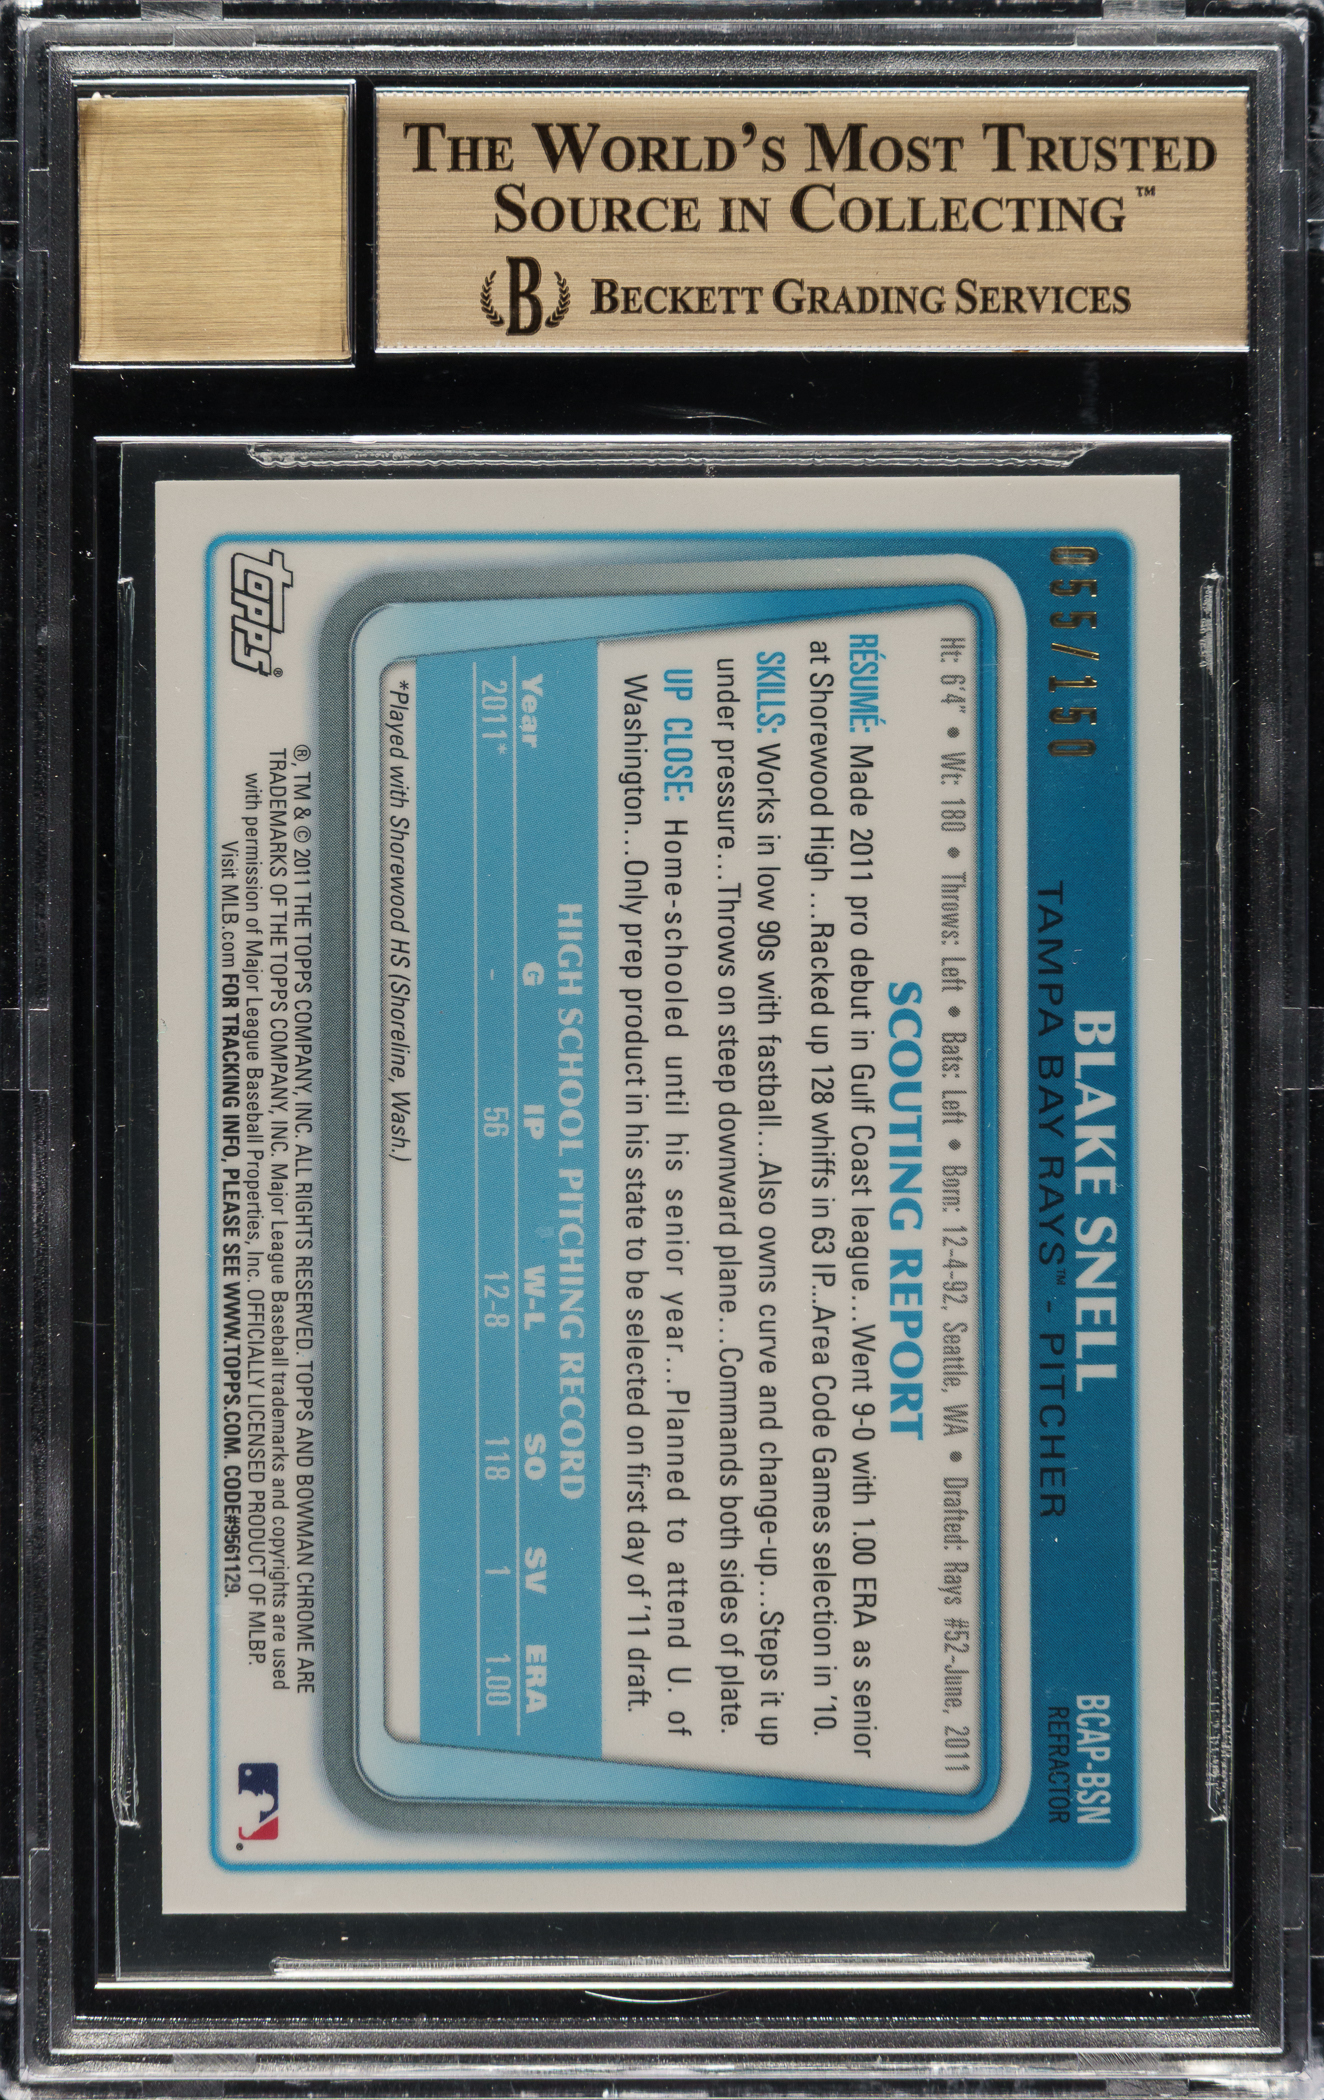 THE WORLD'S MOST TRUSTED
SOURCE IN COLLECTING™
B BECKETT GRADING SERVICES
055/150
BLAKE SNELL
BCAP-BSN
TAMPA BAY RAYS™ - PITCHER
REFRACTOR
Ht: 6'4" • Wt: 180 • Throws: Left • Bats: Left • Born: 12-4-92, Seattle, WA • Drafted: Rays #52-June, 2011
SCOUTING REPORT
RÉSUMÉ: Made 2011 pro debut in Gulf Coast league...Went 9-0 with 1.00 ERA as senior
at Shorewood High ...Racked up 128 whiffs in 63 IP...Area Code Games selection in '10.
SKILLS: Works in low 90s with fastball...Also owns curve and change-up...Steps it up
under pressure...Throws on steep downward plane...Commands both sides of plate.
UP CLOSE: Home-schooled until his senior year...Planned to attend U. of
Washington...Only prep product in his state to be selected on first day of '11 draft.
HIGH SCHOOL PITCHING RECORD
Year G IP W-L SO SV ERA
2011* - 56 12-8 118 1 1.00
*Played with Shorewood HS (Shoreline, Wash.)
TOPPS®
®, TM & © 2011 THE TOPPS COMPANY, INC. ALL RIGHTS RESERVED. TOPPS AND BOWMAN CHROME ARE
TRADEMARKS OF THE TOPPS COMPANY, INC. Major League Baseball trademarks and copyrights are used
with permission of Major League Baseball Properties, Inc. OFFICIALLY LICENSED PRODUCT OF MLBP.
Visit MLB.com FOR TRACKING INFO, PLEASE SEE WWW.TOPPS.COM. CODE#9561129.